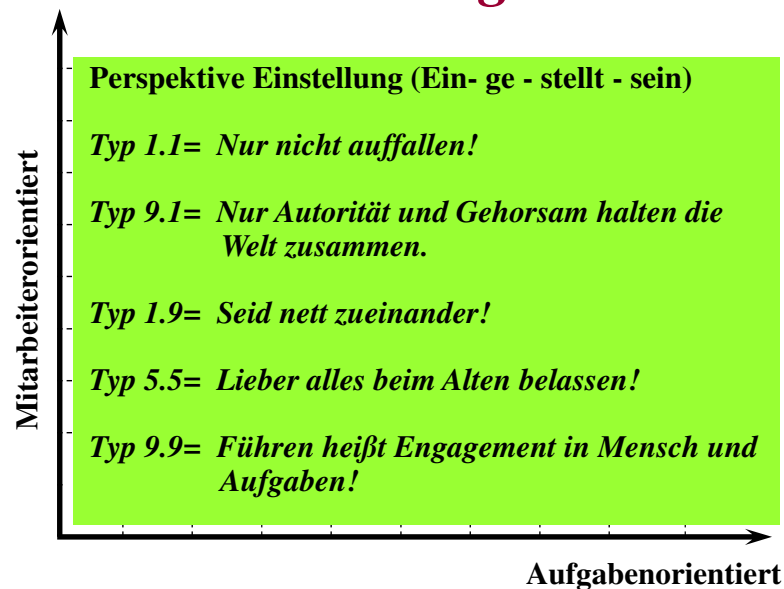 Perspektive Einstellung (Ein- ge - stellt - sein)
Typ 1.1= Nur nicht auffallen!
Typ 9.1= Nur Autorität und Gehorsam halten die
Welt zusammen.
Typ 1.9= Seid nett zueinander!
Typ 5.5= Lieber alles beim Alten belassen!
Typ 9.9= Führen heißt Engagement in Mensch und
Aufgaben!
Mitarbeiterorientiert
Aufgabenorientiert